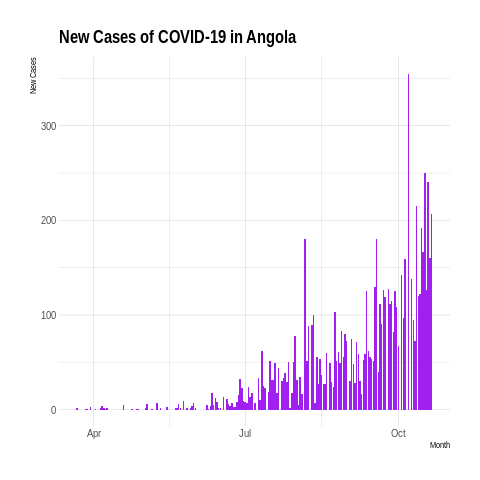 New Cases of COVID-19 in Angola
New Cases
300
200
100
0
Apr
Jul
Oct
Month